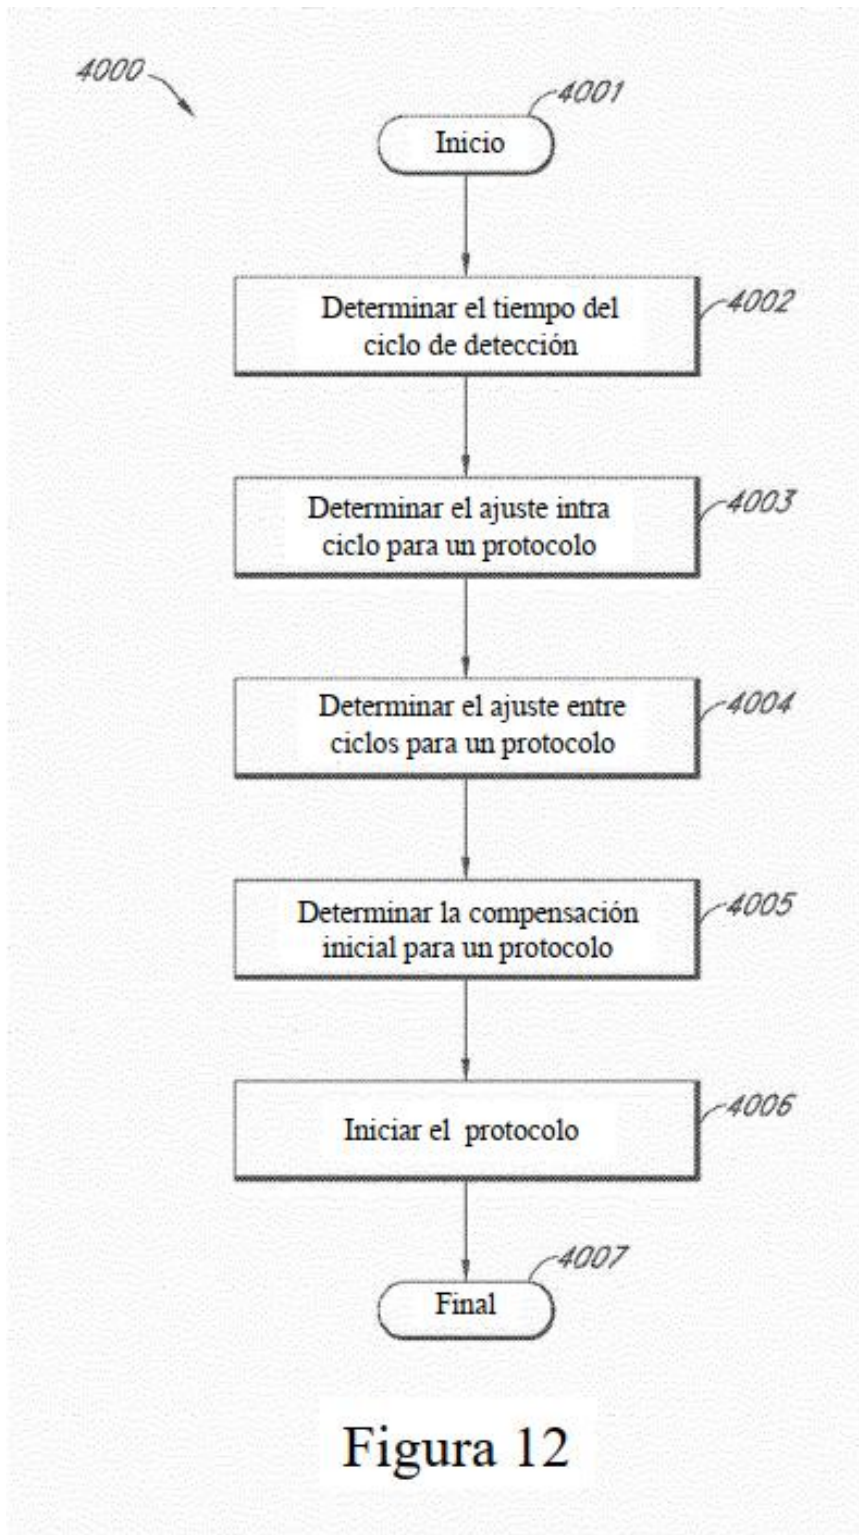 4000
4001
Inicio
Determinar el tiempo del
ciclo de detección
4002
Determinar el ajuste intra
ciclo para un protocolo
4003
Determinar el ajuste entre
ciclos para un protocolo
4004
Determinar la compensación
inicial para un protocolo
4005
Iniciar el protocolo
4006
4007
Final
Figura 12